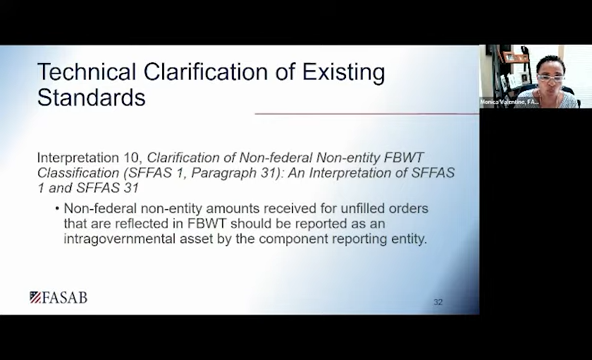 Technical Clarification of Existing
Standards
Interpretation 10, Clarification of Non-federal Non-entity FBWT
Classification (SFFAS 1, Paragraph 31): An Interpretation of SFFAS
1 and SFFAS 31
• Non-federal non-entity amounts received for unfilled orders
that are reflected in FBWT should be reported as an
intragovernmental asset by the component reporting entity.
FASAB
32
Monica Valentine, FA...